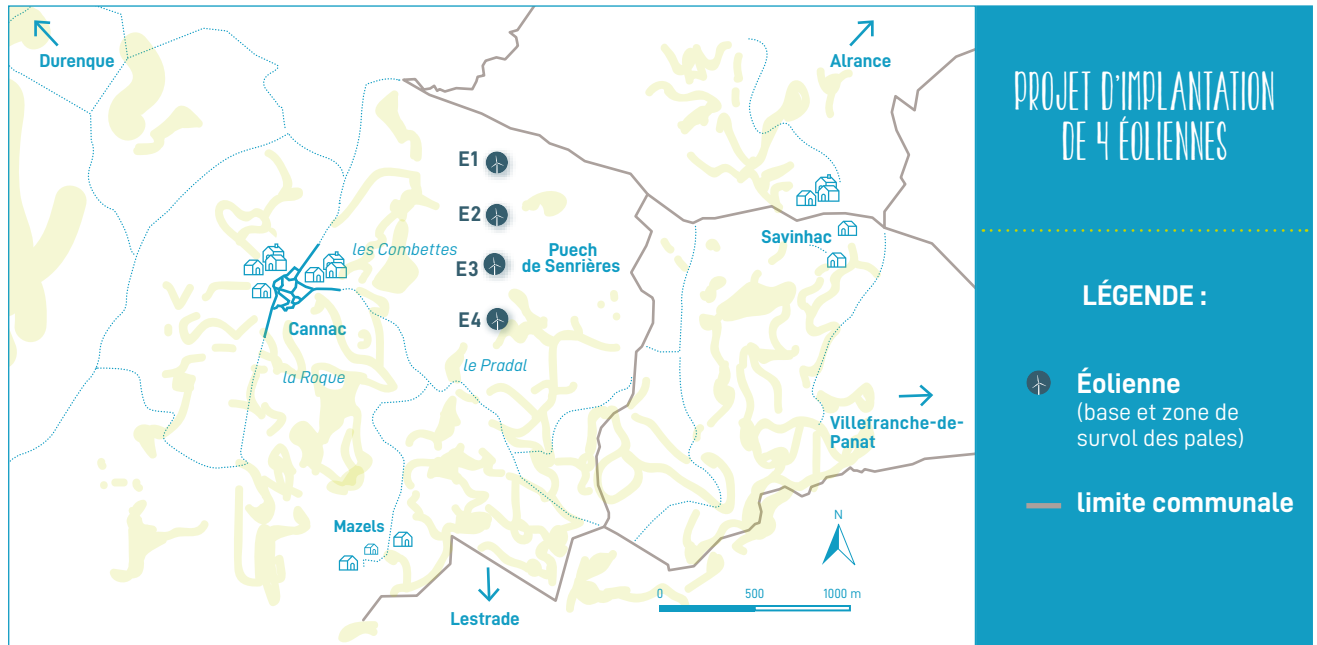 Durenque
Alrance
E1
E2
les Combettes
E3
Puech
de Senrières
Savinhac
E4
Cannac
la Roque
le Pradal
Villefranche-de-
Panat
Mazels
N
0 500 1000 m
Lestrade
PROJET D'IMPLANTATION
DE 4 ÉOLIENNES
LÉGENDE :
Éolienne
(base et zone de
survol des pales)
limite communale